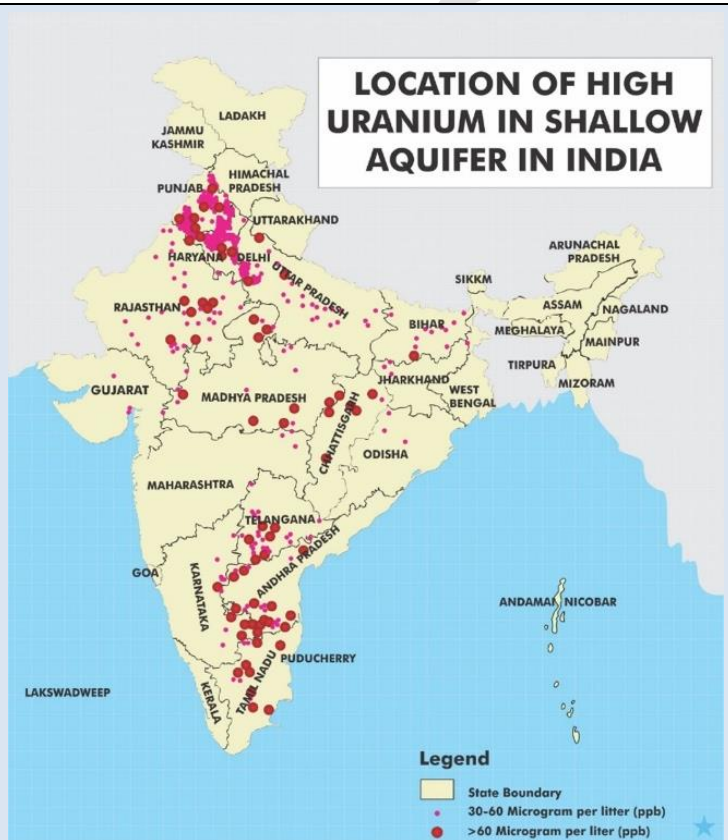 LOCATION OF HIGH
URANIUM IN SHALLOW
AQUIFER IN INDIA
LADAKH
JAMMU
KASHMIR
HIMACHAL
PRADESH
PUNJAB
UTTARAKHAND
HARYANA
DELHI
UTTAR PRADESH
ARUNACHAL
PRADESH
SIKKM
RAJASTHAN
ASSAM
NAGALAND
BIHAR
MEGHALAYA
MAINPUR
TIRPURA
MIZORAM
JHARKHAND
WEST
BENGAL
GUJARAT
MADHYA PRADESH
CHHATTISGARH
ODISHA
MAHARASHTRA
TELANGANA
GOA
KARNATAKA
ANDHRA PRADESH
ANDAMAN NICOBAR
PUDUCHERRY
TAMIL NADU
KERALA
LAKSWADWEEP
Legend
State Boundary
30-60 Microgram per litter (ppb)
>60 Microgram per liter (ppb)